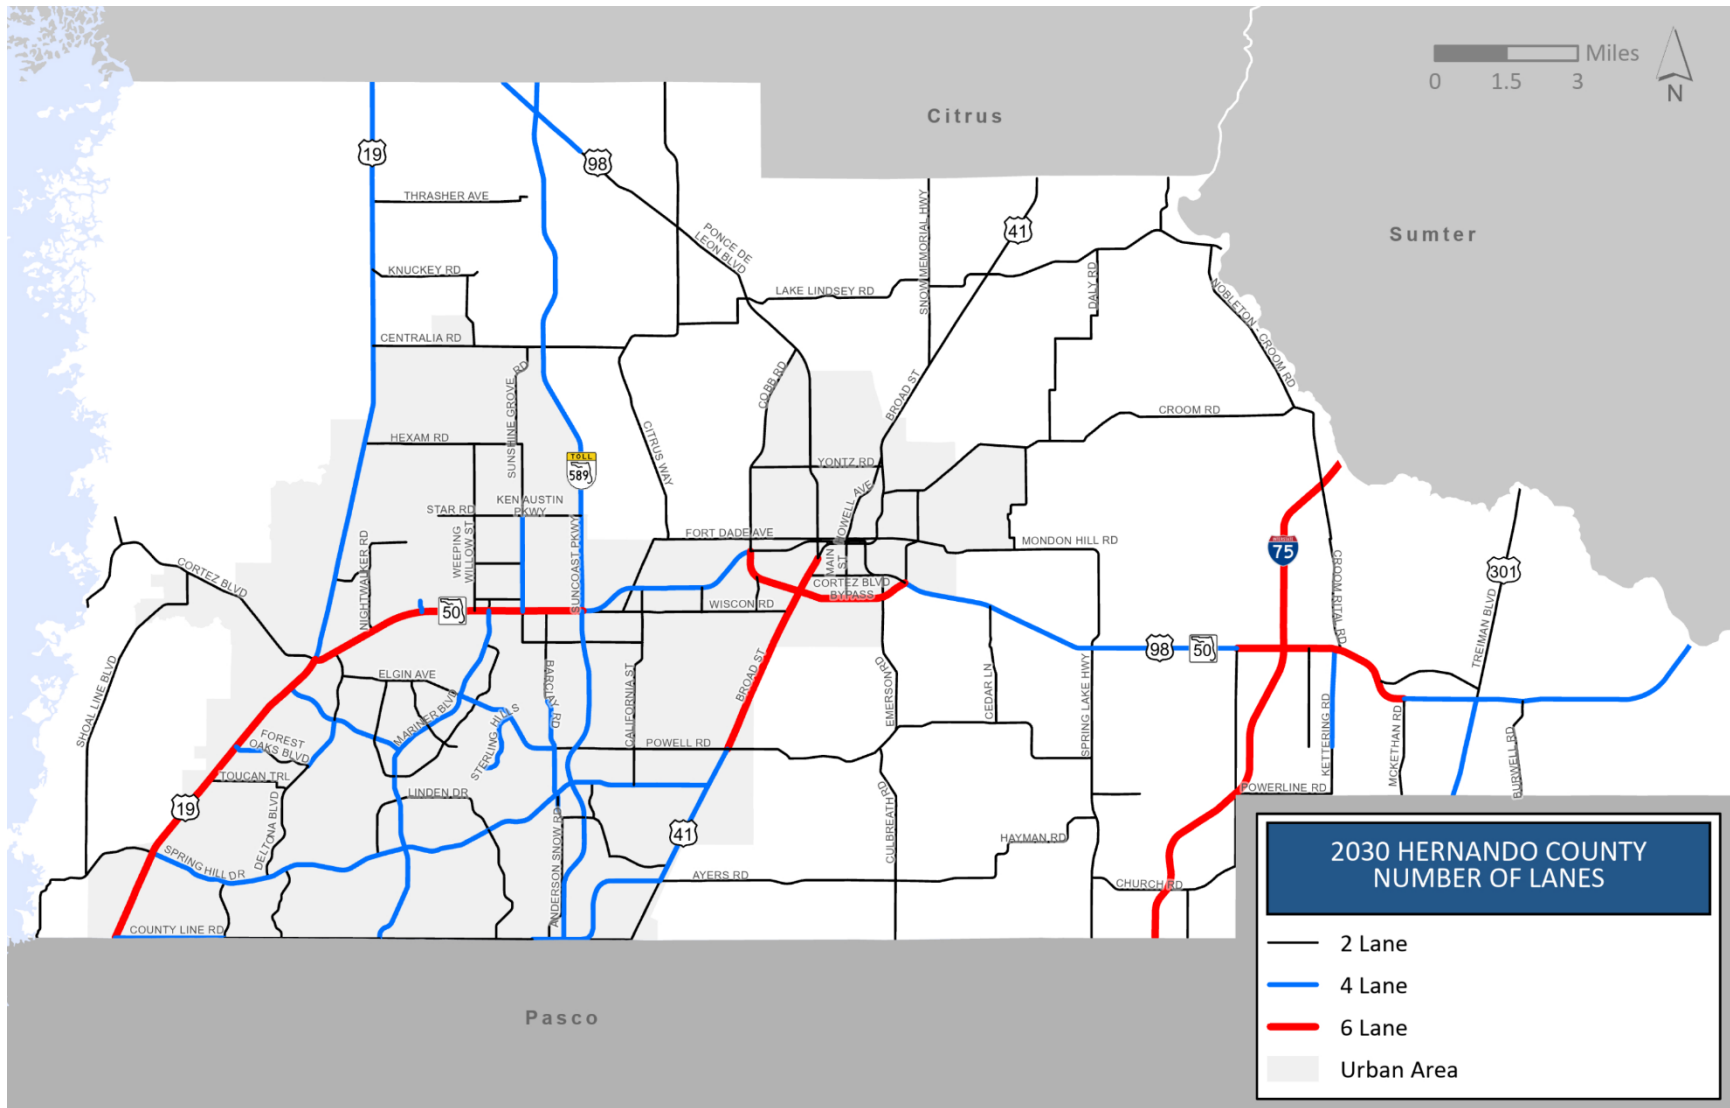 Citrus
Sumter
Pasco
Miles
0 1.5 3
N
19
98
41
THRASHER AVE
PONCE DE
LEON BLVD
KNUCKEY RD
LAKE LINDSEY RD
SNOW MEMORIAL HWY
DALY RD
NOBLETON - CROOM RD
CENTRALIA RD
SUNSHINE GROVE RD
COBB RD
BROAD ST
CROOM RD
HEXAM RD
CITRUS WAY
YONTZ RD
TOLL
589
KEN AUSTIN
PKWY
STAR RD
HOWELL AVE
FORT DADE AVE
MONDON HILL RD
75
CROOM RITAL RD
301
NIGHTWALKER RD
WEEPING
WILLOW ST
SUNCOAST PKWY
MAIN
ST
CORTEZ BLVD
CORTEZ BLVD
BYPASS
50
WISCON RD
TREIMAN BLVD
98
50
SHOAL LINE BLVD
ELGIN AVE
BARCLAY RD
CALIFORNIA ST
BROAD ST
EMERSON RD
CEDAR LN
SPRING LAKE HWY
MARINER BLVD
STERLING HILLS
KETTERING RD
MCKETHAN RD
BURWELL RD
FOREST
OAKS BLVD
POWELL RD
TOUCAN TRL
19
LINDEN DR
DELTONA BLVD
POWERLINE RD
CULBREATH RD
41
HAYMAN RD
ANDERSON SNOW RD
SPRING HILL DR
AYERS RD
CHURCH RD
COUNTY LINE RD
2030 HERNANDO COUNTY
NUMBER OF LANES
2 Lane
4 Lane
6 Lane
Urban Area